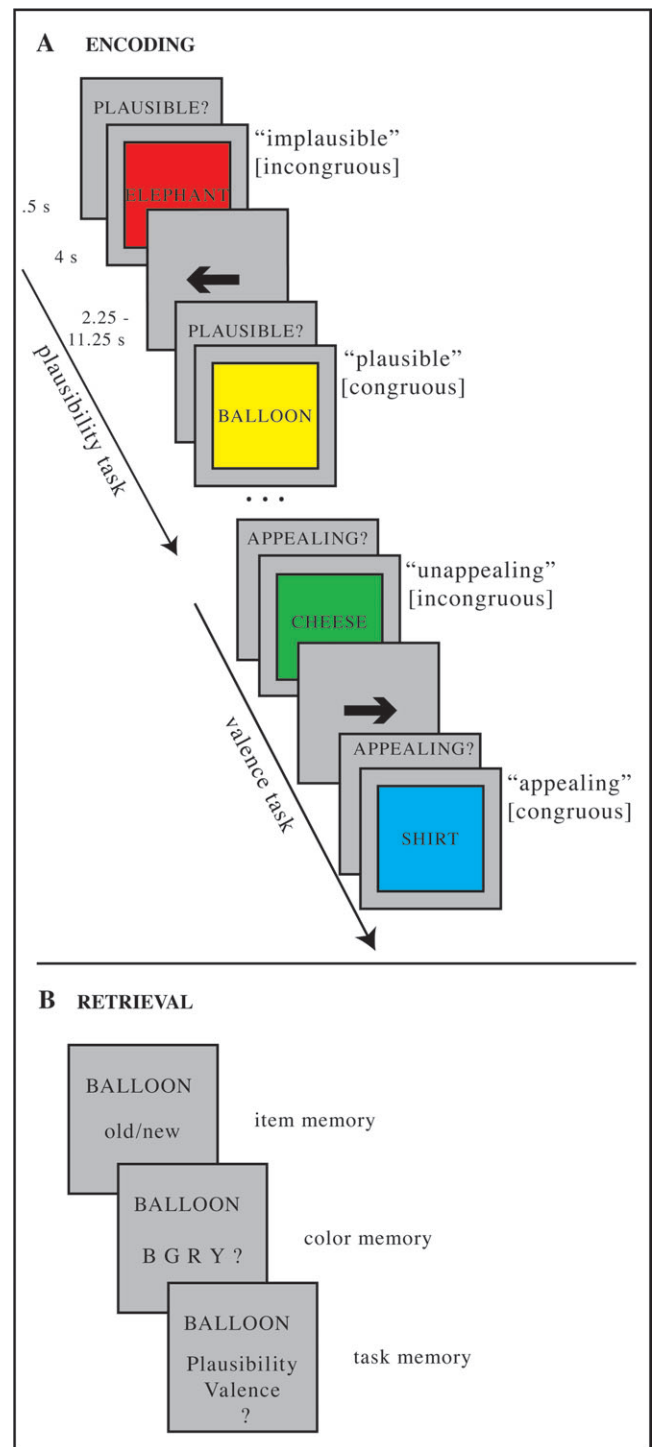 A ENCODING
PLAUSIBLE?
“implausible”
[incongruous]
ELEPHANT
.5 s
4 s
2.25 -
11.25 s
PLAUSIBLE?
“plausible”
[congruous]
BALLOON
plausibility task
...
APPEALING?
“unappealing”
[incongruous]
CHEESE
valence task
APPEALING?
“appealing”
[congruous]
SHIRT
B RETRIEVAL
BALLOON
old/new
item memory
BALLOON
B G R Y ?
color memory
BALLOON
Plausibility
Valence
?
task memory